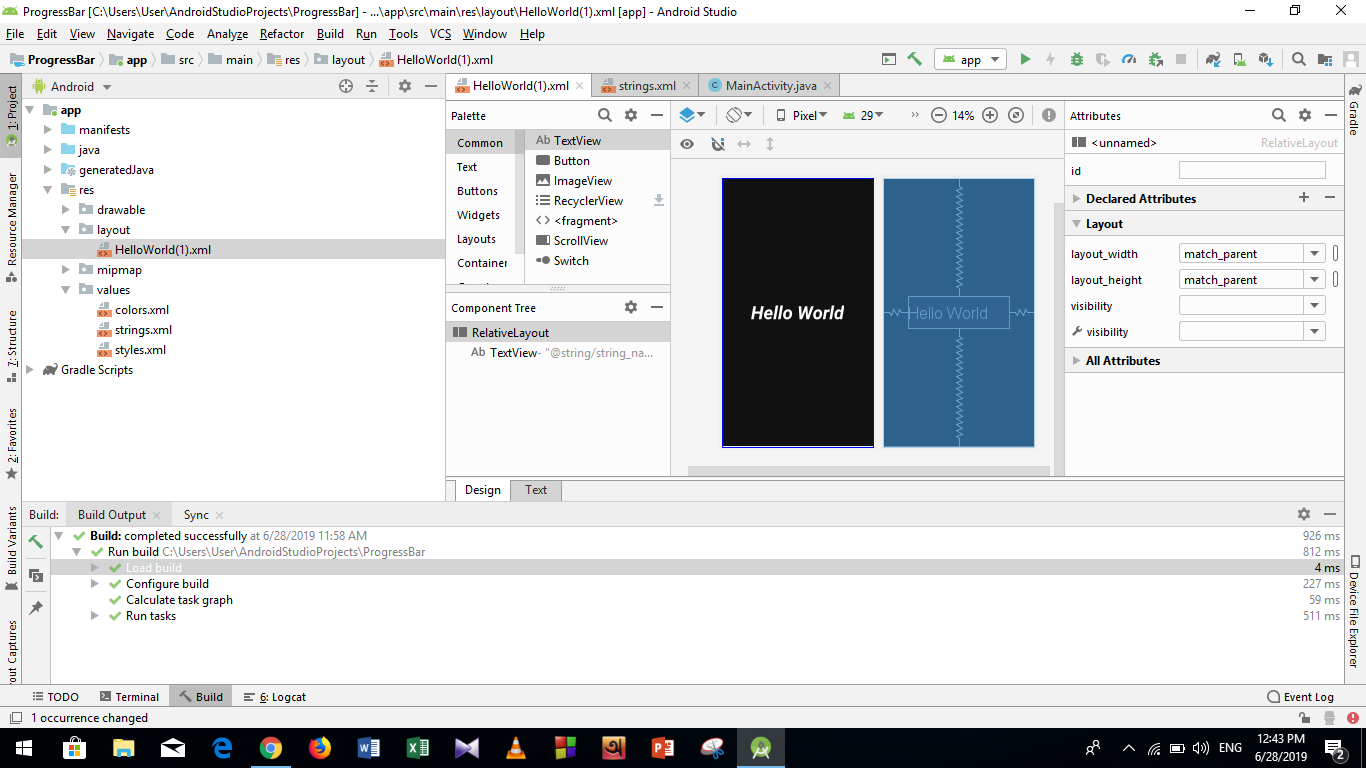 ProgressBar [C:\Users\User\AndroidStudioProjects\ProgressBar] - ...\app\src\main\res\layout\HelloWorld(1).xml [app] - Android Studio
File Edit View Navigate Code Analyze Refactor Build Run Tools VCS Window Help
ProgressBar app src main res layout HelloWorld(1).xml
app
1: Project
Resource Manager
7: Structure
2: Favorites
Build Variants
out Captures
Android
app
manifests
java
generatedJava
res
drawable
layout
HelloWorld(1).xml
mipmap
values
colors.xml
strings.xml
styles.xml
Gradle Scripts
HelloWorld(1).xml strings.xml MainActivity.java
Palette
Common
Text
Buttons
Widgets
Layouts
Container
Ab TextView
Button
ImageView
RecyclerView
<fragment>
ScrollView
Switch
Component Tree
RelativeLayout
Ab TextView- "@string/string_na...
Pixel 29 14%
Hello World
Hello World
Design Text
Attributes
<unnamed> RelativeLayout
id
Declared Attributes
Layout
layout_width match_parent
layout_height match_parent
visibility
visibility
All Attributes
Gradle
Device File Explorer
Build: Build Output Sync
Build: completed successfully at 6/28/2019 11:58 AM 926 ms
Run build C:\Users\User\AndroidStudioProjects\ProgressBar 812 ms
Load build 4 ms
Configure build 227 ms
Calculate task graph 59 ms
Run tasks 511 ms
TODO Terminal Build 6: Logcat Event Log
1 occurrence changed
ENG
12:43 PM
6/28/2019
2